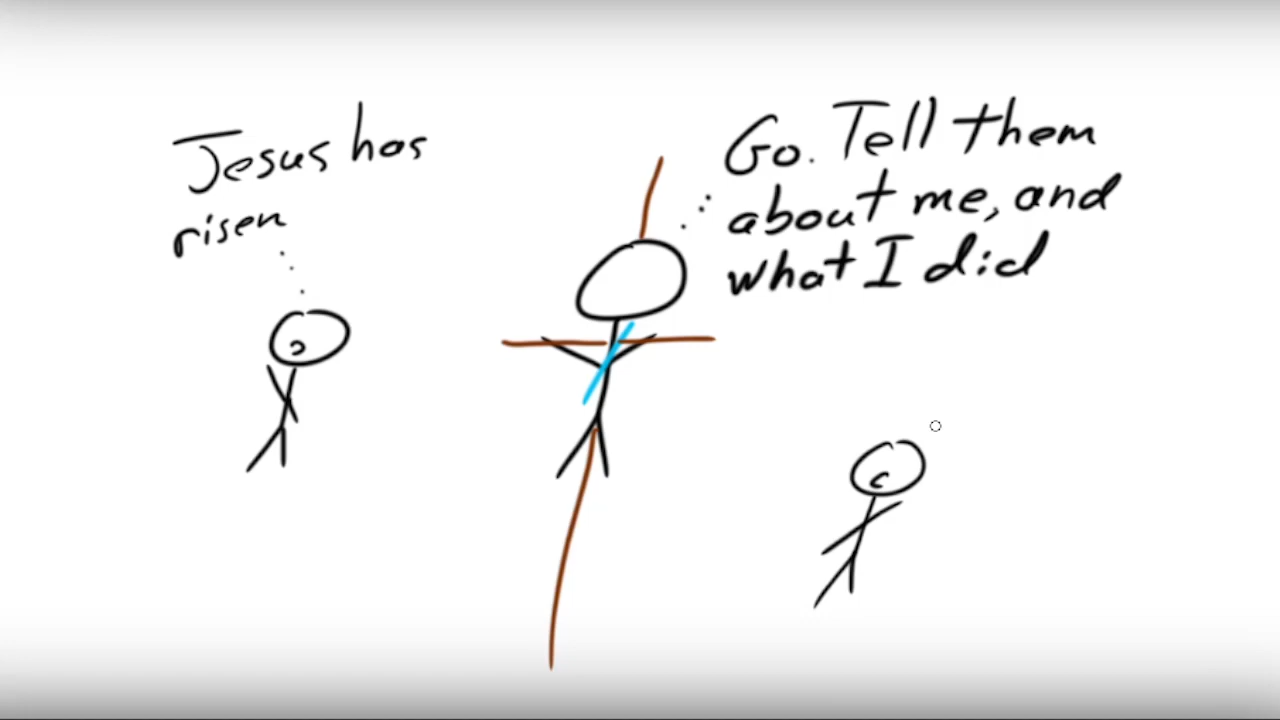 Jesus has
risen
Go. Tell them
about me, and
what I did